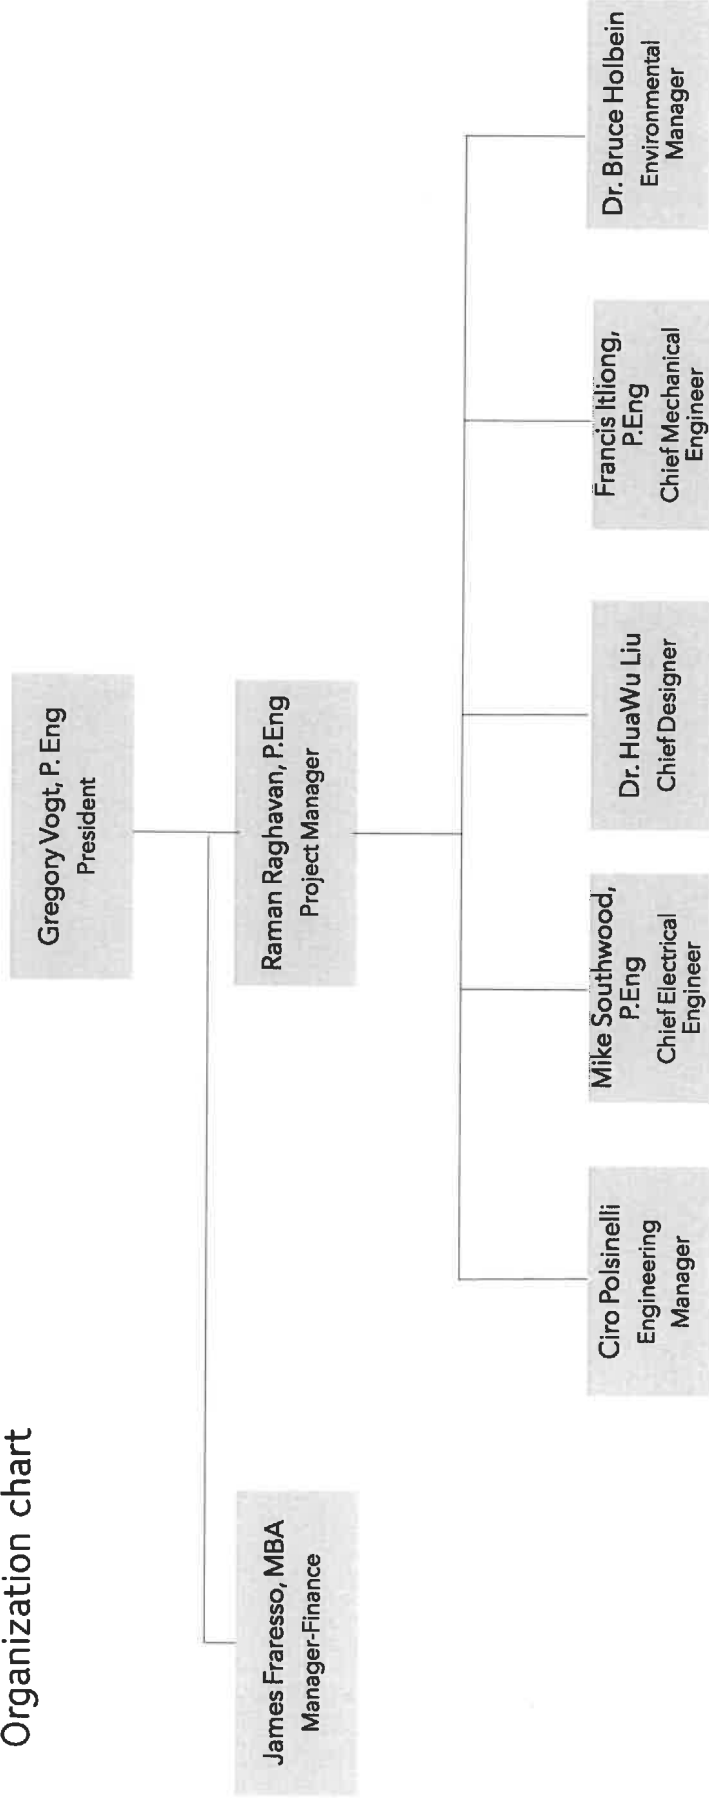 Organization chart
Gregory Vogt, P. Eng
President
James Fraresso, MBA
Manager-Finance
Raman Raghavan, P.Eng
Project Manager
Ciro Polsinelli
Engineering
Manager
Mike Southwood,
P.Eng
Chief Electrical
Engineer
Dr. HuaWu Liu
Chief Designer
Francis Itliong,
P.Eng
Chief Mechanical
Engineer
Dr. Bruce Holbein
Environmental
Manager